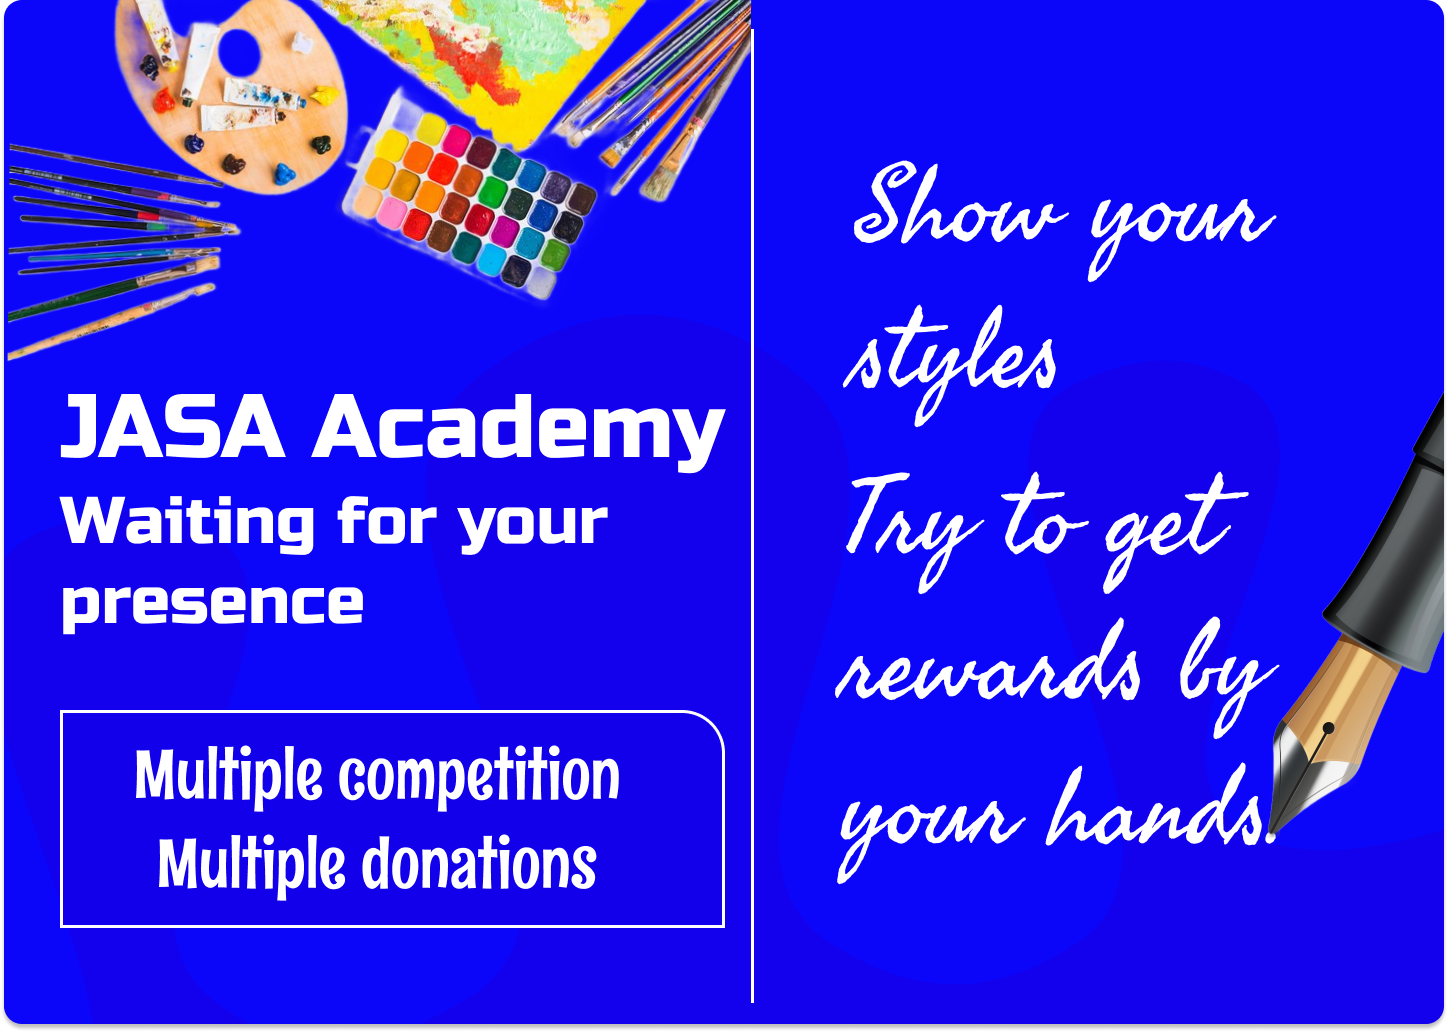 JASA Academy
Waiting for your
presence
Multiple competition
Multiple donations
Show your
styles
Try to get
rewards by
your hands.